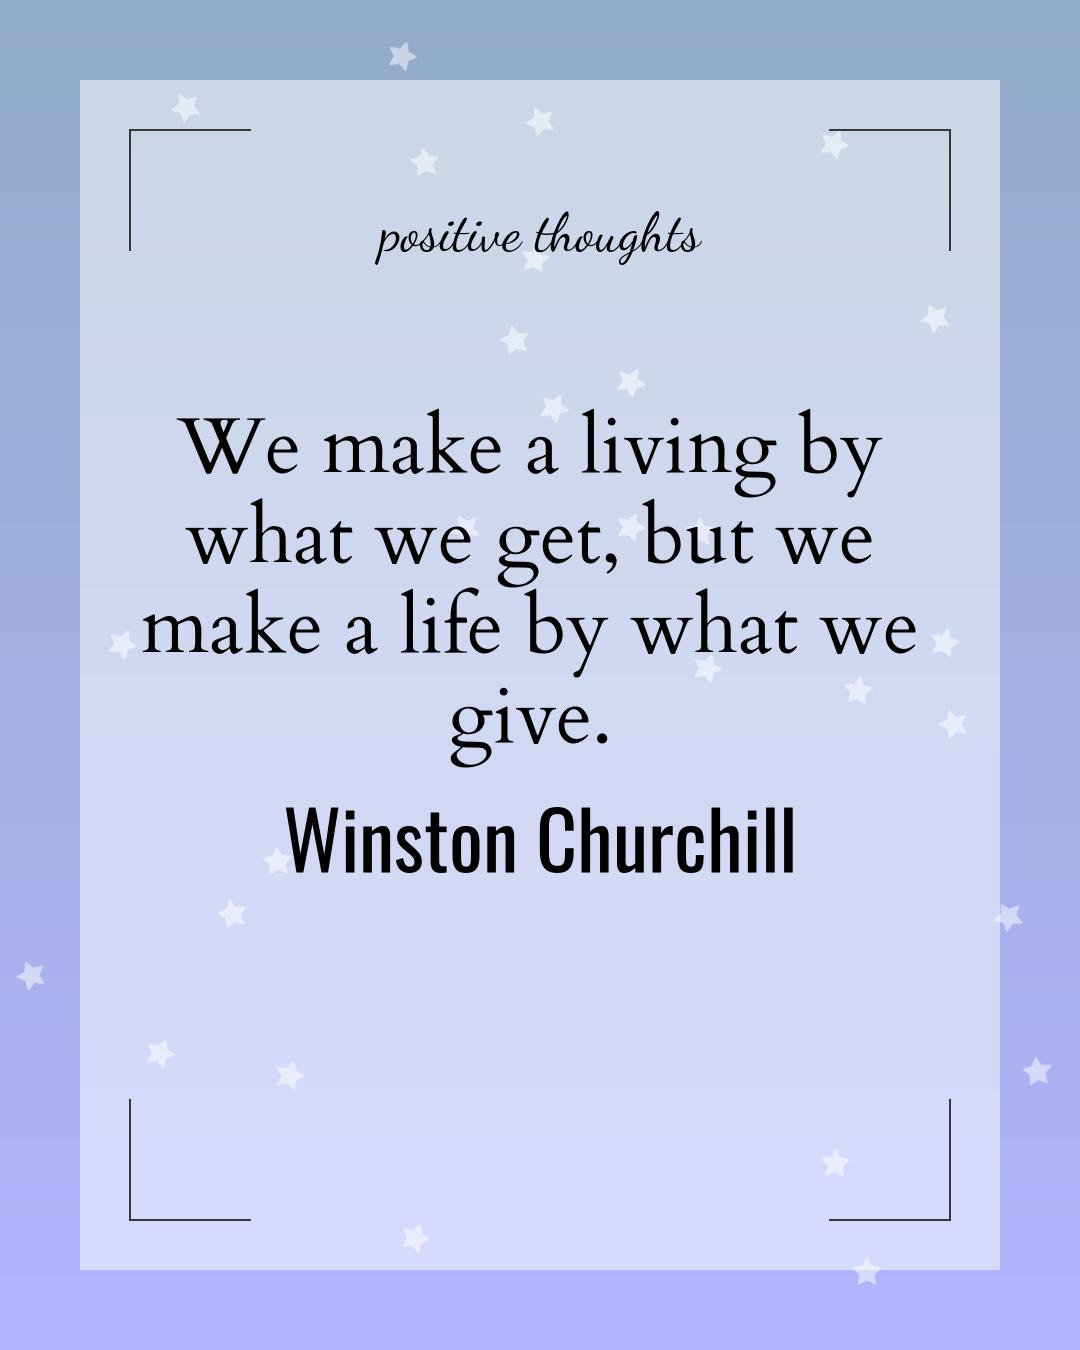 positive thoughts
We make a living by
what we get, but we
make a life by what we
give.
Winston Churchill